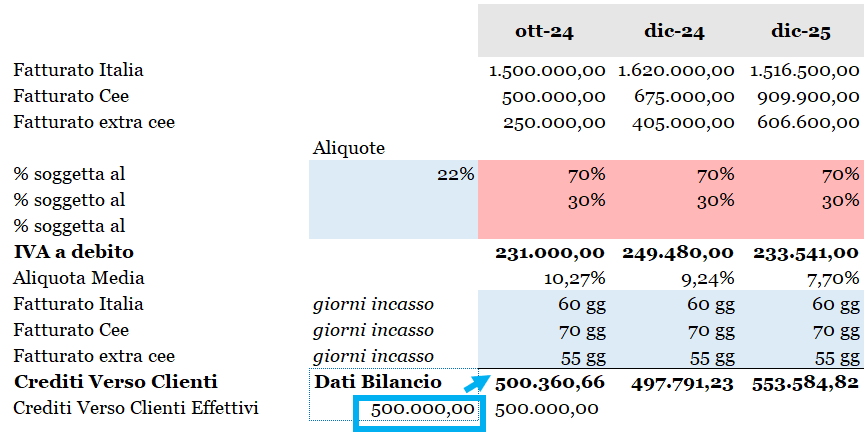 ott-24 dic-24 dic-25
Fatturato Italia 1.500.000,00 1.620.000,00 1.516.500,00
Fatturato Cee 500.000,00 675.000,00 909.900,00
Fatturato extra cee 250.000,00 405.000,00 606.600,00
Aliquote
% soggetta al 22% 70% 70% 70%
% soggetto al 30% 30% 30%
% soggetta al
IVA a debito 231.000,00 249.480,00 233.541,00
Aliquota Media 10,27% 9,24% 7,70%
Fatturato Italia giorni incasso 60 gg 60 gg 60 gg
Fatturato Cee giorni incasso 70 gg 70 gg 70 gg
Fatturato extra cee giorni incasso 55 gg 55 gg 55 gg
Crediti Verso Clienti Dati Bilancio 500.360,66 497.791,23 553.584,82
Crediti Verso Clienti Effettivi 500.000,00 500.000,00